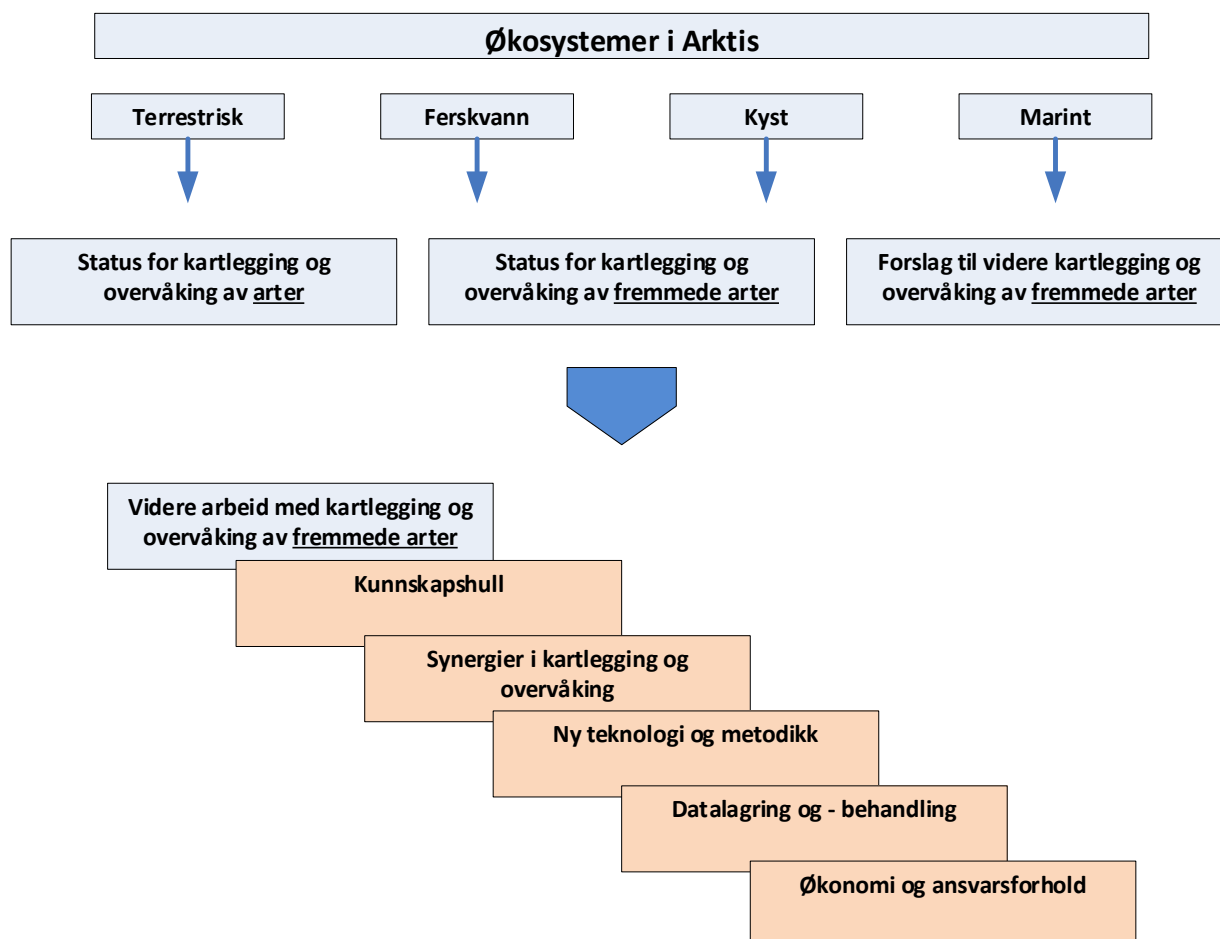 Økosystemer i Arktis
Terrestrisk
Ferskvann
Kyst
Marint
Status for kartlegging og
overvåking av arter
Status for kartlegging og
overvåking av fremmede arter
Forslag til videre kartlegging og
overvåking av fremmede arter
Videre arbeid med kartlegging og
overvåking av fremmede arter
Kunnskapshull
Synergier i kartlegging og
overvåking
Ny teknologi og metodikk
Datalagring og - behandling
Økonomi og ansvarsforhold